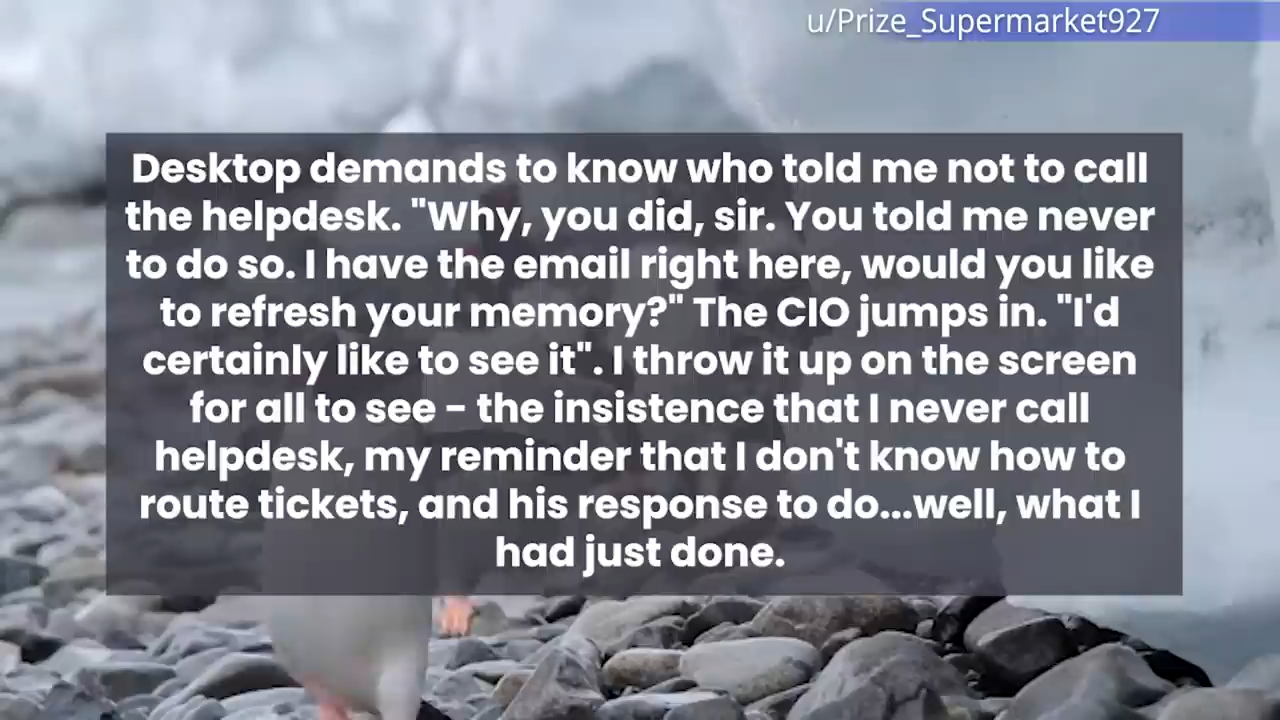 u/Prize_Supermarket927
Desktop demands to know who told me not to call
the helpdesk. "Why, you did, sir. You told me never
to do so. I have the email right here, would you like
to refresh your memory?" The CIO jumps in. "I'd
certainly like to see it". I throw it up on the screen
for all to see - the insistence that I never call
helpdesk, my reminder that I don't know how to
route tickets, and his response to do...well, what I
had just done.